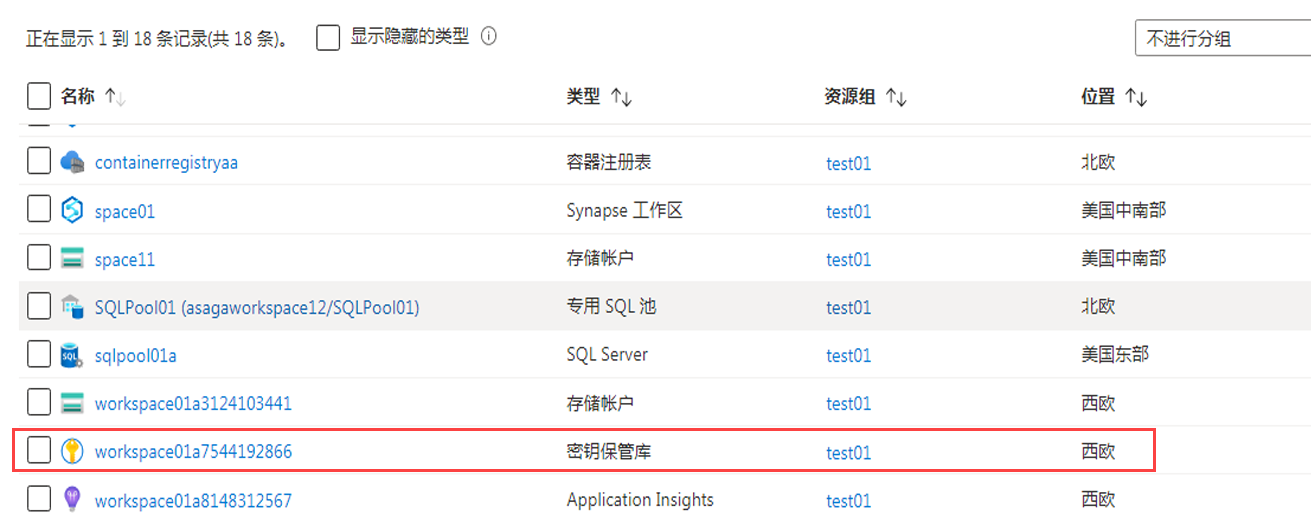 正在显示 1 到 18 条记录(共 18 条)。 显示隐藏的类型 不进行分组
名称 类型 资源组 位置
containerregistryaa 容器注册表 test01 北欧
space01 Synapse 工作区 test01 美国中南部
space11 存储帐户 test01 美国中南部
SQLPool01 (asagaworkspace12/SQLPool01) 专用 SQL 池 test01 北欧
SQL sqlpool01a SQL Server test01 美国东部
workspace01a3124103441 存储帐户 test01 西欧
workspace01a7544192866 密钥保管库 test01 西欧
workspace01a8148312567 Application Insights test01 西欧